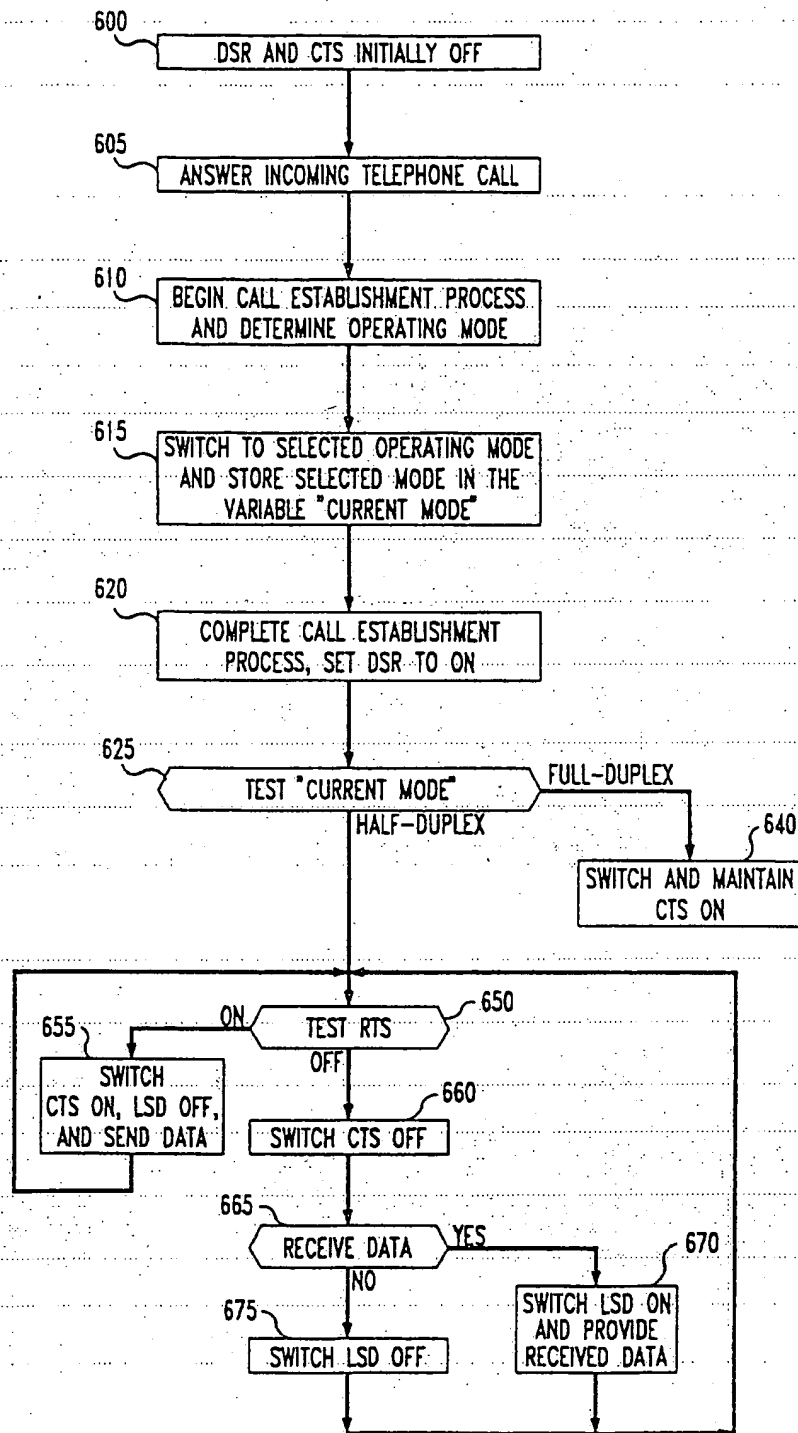 600
DSR AND CTS INITIALLY OFF
605
ANSWER INCOMING TELEPHONE CALL
610
BEGIN CALL ESTABLISHMENT PROCESS
AND DETERMINE OPERATING MODE
615
SWITCH TO SELECTED OPERATING MODE
AND STORE SELECTED MODE IN THE
VARIABLE "CURRENT MODE"
620
COMPLETE CALL ESTABLISHMENT
PROCESS, SET DSR TO ON
625
TEST "CURRENT MODE"
FULL-DUPLEX
HALF-DUPLEX
640
SWITCH AND MAINTAIN
CTS ON
650
TEST RTS
ON
OFF
655
SWITCH
CTS ON, LSD OFF,
AND SEND DATA
660
SWITCH CTS OFF
665
RECEIVE DATA
YES
NO
670
SWITCH LSD ON
AND PROVIDE
RECEIVED DATA
675
SWITCH LSD OFF